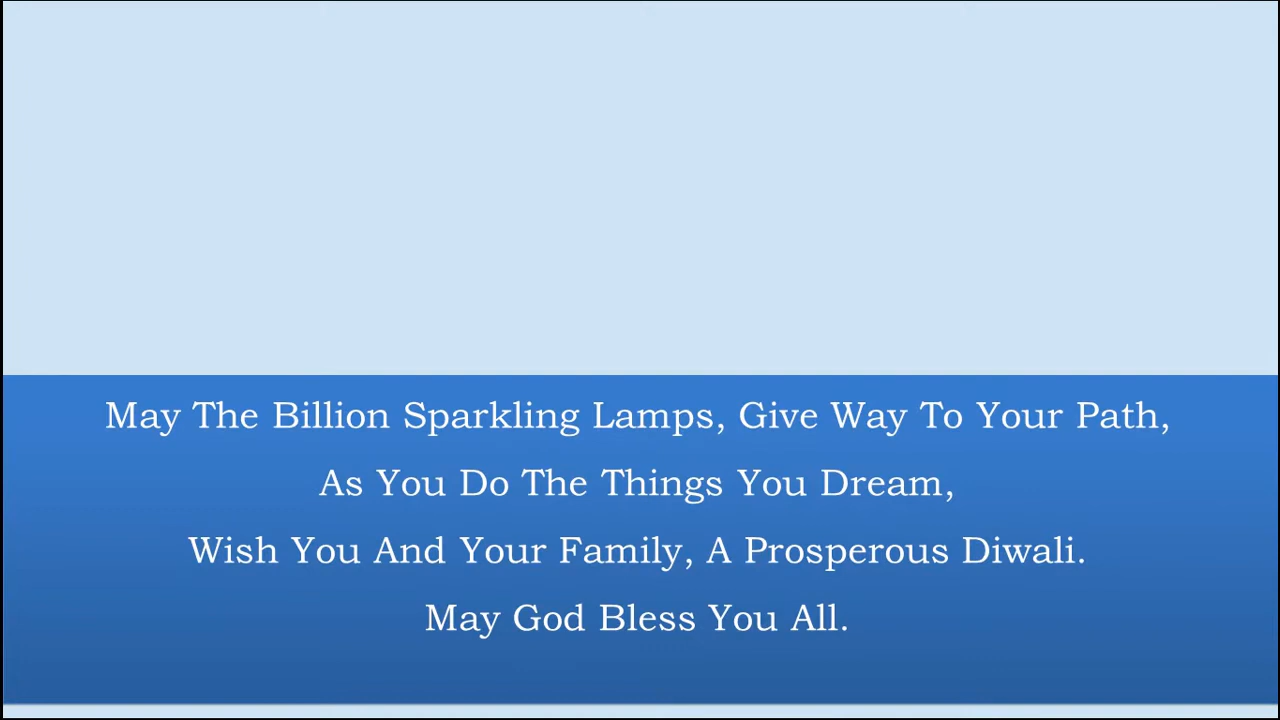 May The Billion Sparkling Lamps, Give Way To Your Path,
As You Do The Things You Dream,
Wish You And Your Family, A Prosperous Diwali.
May God Bless You All.